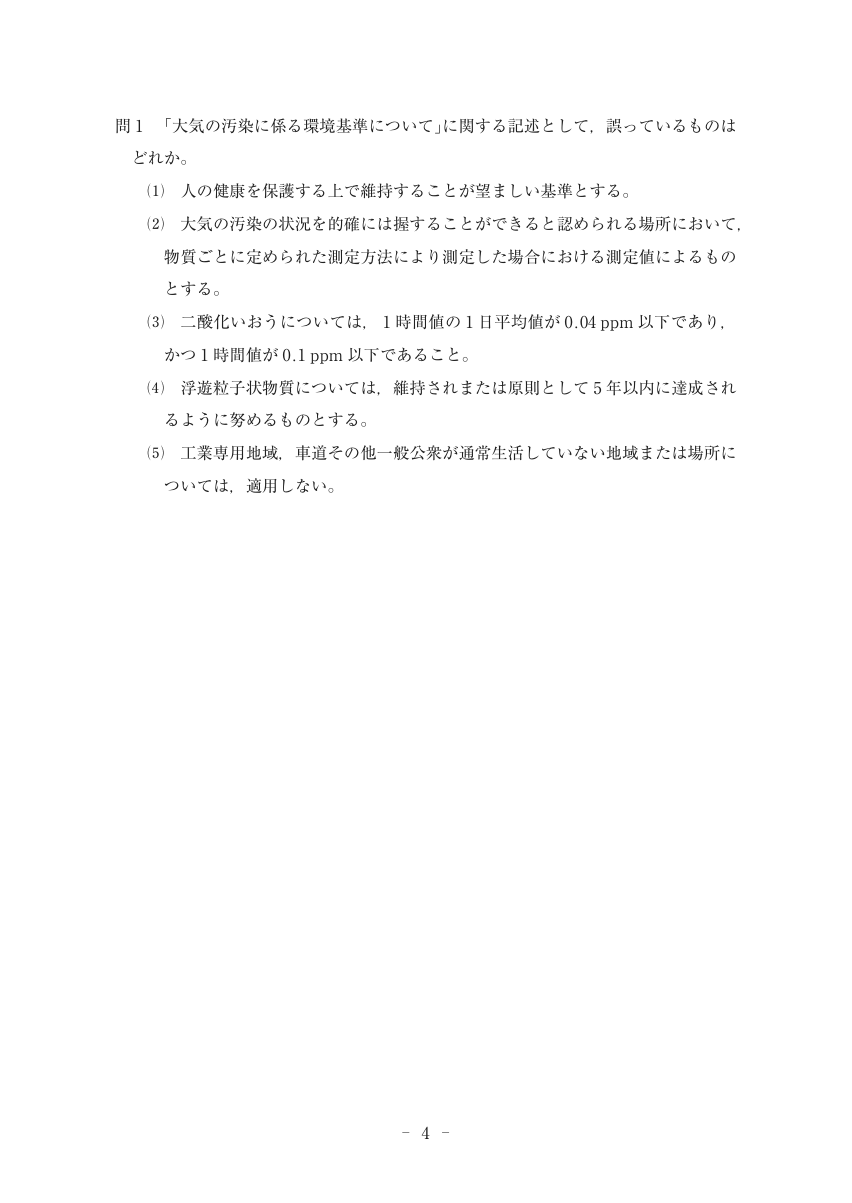 問1 「大気の汚染に係る環境基準について」に関する記述として，誤っているものは
どれか。
⑴ 人の健康を保護する上で維持することが望ましい基準とする。
⑵ 大気の汚染の状況を的確には握することができると認められる場所において，
物質ごとに定められた測定方法により測定した場合における測定値によるもの
とする。
⑶ 二酸化いおうについては，1時間値の1日平均値が 0.04 ppm 以下であり，
かつ1時間値が 0.1 ppm 以下であること。
⑷ 浮遊粒子状物質については，維持されまたは原則として5年以内に達成され
るように努めるものとする。
⑸ 工業専用地域，車道その他一般公衆が通常生活していない地域または場所に
ついては，適用しない。
－ 4 －